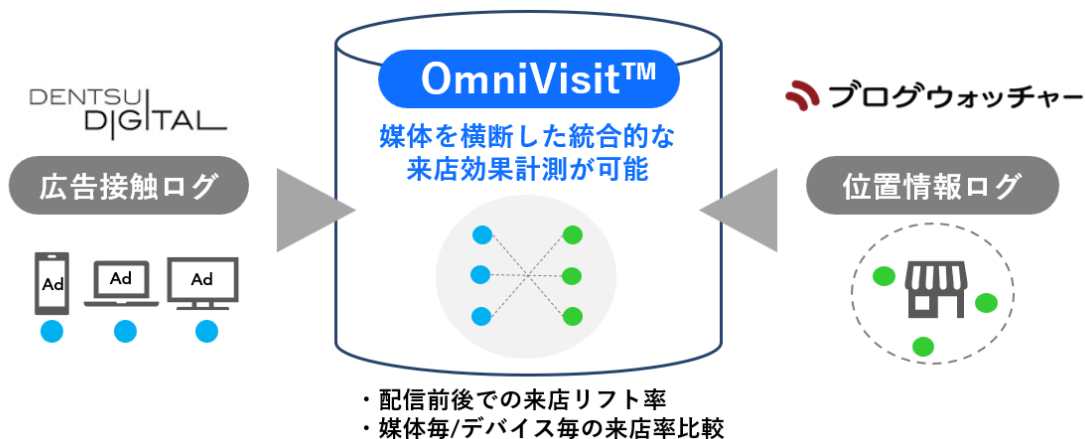 DENTSU
DIGITAL
広告接触ログ
Ad
Ad
Ad
OmniVisit™
媒体を横断した統合的な
来店効果計測が可能
・配信前後での来店リフト率
・媒体毎/デバイス毎の来店率比較
ブログウォッチャー
位置情報ログ